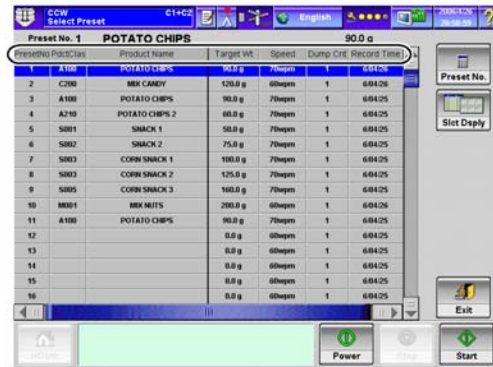 CCW C1+C2 English 2006/4/26
Select Preset 20:58:59
Preset No. 1 POTATO CHIPS 90.0 g
PresetNo PdctClas Product Name Target Wt Speed Dump Cnt Record Time
1 A100 POTATO CHIPS 90.0 g 70wpm 1 6/04/26
2 C200 MIX CANDY 120.0 g 60wpm 1 6/04/26
3 A100 POTATO CHIPS 90.0 g 70wpm 1 6/04/25
4 A210 POTATO CHIPS 2 60.0 g 70wpm 1 6/04/25
5 S001 SNACK 1 50.0 g 70wpm 1 6/04/25
6 S002 SNACK 2 75.0 g 70wpm 1 6/04/25
7 S003 CORN SNACK 1 100.0 g 70wpm 1 6/04/25
8 S003 CORN SNACK 2 125.0 g 70wpm 1 6/04/25
9 S005 CORN SNACK 3 160.0 g 70wpm 1 6/04/25
10 M001 MIX NUTS 200.0 g 60wpm 1 6/04/26
11 A100 POTATO CHIPS 90.0 g 70wpm 1 6/04/25
12 0.0 g 60wpm 1 6/04/25
13 0.0 g 60wpm 1 6/04/25
14 0.0 g 60wpm 1 6/04/25
15 0.0 g 60wpm 1 6/04/25
16 0.0 g 60wpm 1 6/04/25
Preset No.
Slct Dsply
Exit
HOME Power Stop Start